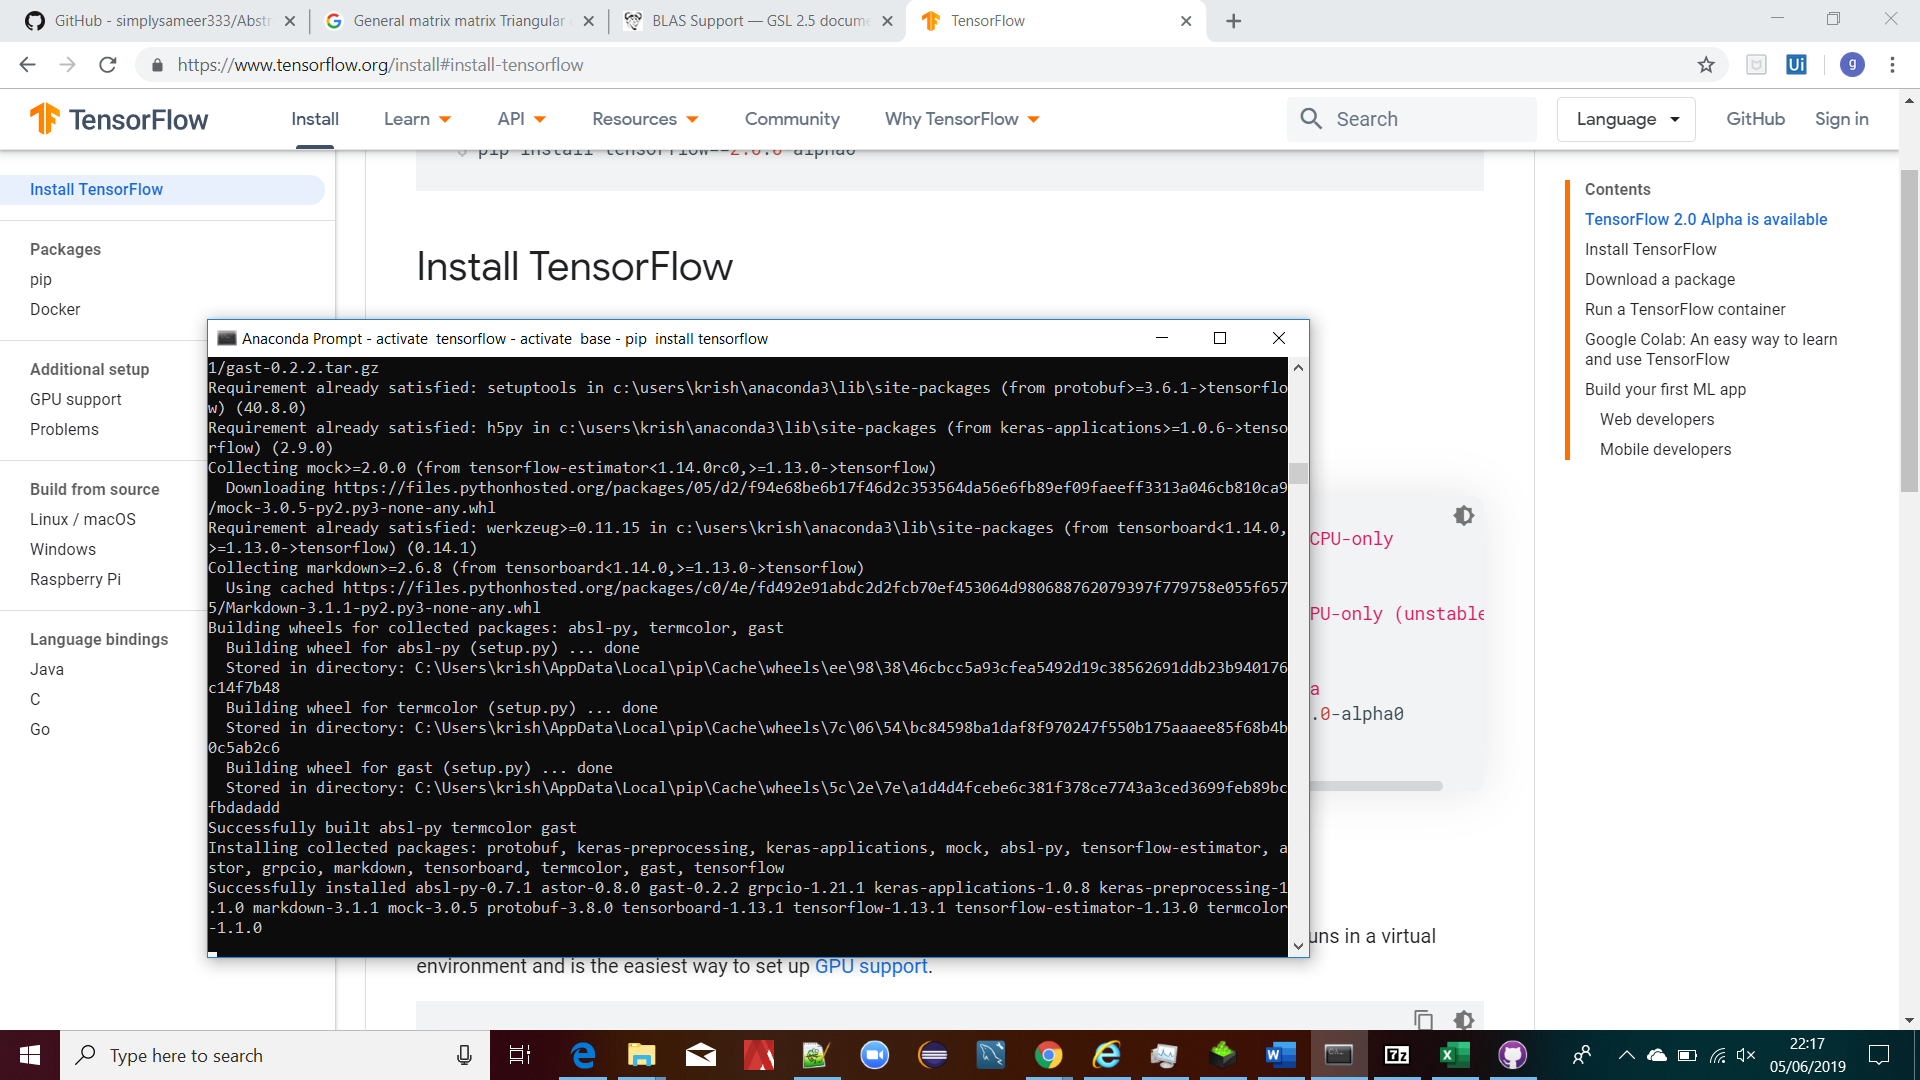 GitHub - simplysameer333/Abstr
General matrix matrix Triangular
BLAS Support — GSL 2.5 docume
TensorFlow
https://www.tensorflow.org/install#install-tensorflow
Ui
g
TensorFlow
Install
Learn
API
Resources
Community
Why TensorFlow
Search
Language
GitHub
Sign in
Install TensorFlow
Packages
pip
Docker
Additional setup
GPU support
Problems
Build from source
Linux / macOS
Windows
Raspberry Pi
Language bindings
Java
C
Go
$ pip install tensorflow==2.0.0-alpha0
Install TensorFlow
CPU-only
PU-only (unstable
a
.0-alpha0
uns in a virtual
environment and is the easiest way to set up GPU support.
Contents
TensorFlow 2.0 Alpha is available
Install TensorFlow
Download a package
Run a TensorFlow container
Google Colab: An easy way to learn
and use TensorFlow
Build your first ML app
Web developers
Mobile developers
Anaconda Prompt - activate  tensorflow - activate  base - pip  install tensorflow
1/gast-0.2.2.tar.gz
Requirement already satisfied: setuptools in c:\users\krish\anaconda3\lib\site-packages (from protobuf>=3.6.1->tensorflo
w) (40.8.0)
Requirement already satisfied: h5py in c:\users\krish\anaconda3\lib\site-packages (from keras-applications>=1.0.6->tenso
rflow) (2.9.0)
Collecting mock>=2.0.0 (from tensorflow-estimator<1.14.0rc0,>=1.13.0->tensorflow)
  Downloading https://files.pythonhosted.org/packages/05/d2/f94e68be6b17f46d2c353564da56e6fb89ef09faeeff3313a046cb810ca9
/mock-3.0.5-py2.py3-none-any.whl
Requirement already satisfied: werkzeug>=0.11.15 in c:\users\krish\anaconda3\lib\site-packages (from tensorboard<1.14.0,
>=1.13.0->tensorflow) (0.14.1)
Collecting markdown>=2.6.8 (from tensorboard<1.14.0,>=1.13.0->tensorflow)
  Using cached https://files.pythonhosted.org/packages/c0/4e/fd492e91abdc2d2fcb70ef453064d980688762079397f779758e055f657
5/Markdown-3.1.1-py2.py3-none-any.whl
Building wheels for collected packages: absl-py, termcolor, gast
  Building wheel for absl-py (setup.py) ... done
  Stored in directory: C:\Users\krish\AppData\Local\pip\Cache\wheels\ee\98\38\46cbcc5a93cfea5492d19c38562691ddb23b940176
c14f7b48
  Building wheel for termcolor (setup.py) ... done
  Stored in directory: C:\Users\krish\AppData\Local\pip\Cache\wheels\7c\06\54\bc84598ba1daf8f970247f550b175aaaee85f68b4b
0c5ab2c6
  Building wheel for gast (setup.py) ... done
  Stored in directory: C:\Users\krish\AppData\Local\pip\Cache\wheels\5c\2e\7e\a1d4d4fcebe6c381f378ce7743a3ced3699feb89bc
fbdadadd
Successfully built absl-py termcolor gast
Installing collected packages: protobuf, keras-preprocessing, keras-applications, mock, absl-py, tensorflow-estimator, a
stor, grpcio, markdown, tensorboard, termcolor, gast, tensorflow
Successfully installed absl-py-0.7.1 astor-0.8.0 gast-0.2.2 grpcio-1.21.1 keras-applications-1.0.8 keras-preprocessing-1
.1.0 markdown-3.1.1 mock-3.0.5 protobuf-3.8.0 tensorboard-1.13.1 tensorflow-1.13.1 tensorflow-estimator-1.13.0 termcolor
-1.1.0
Type here to search
22:17
05/06/2019